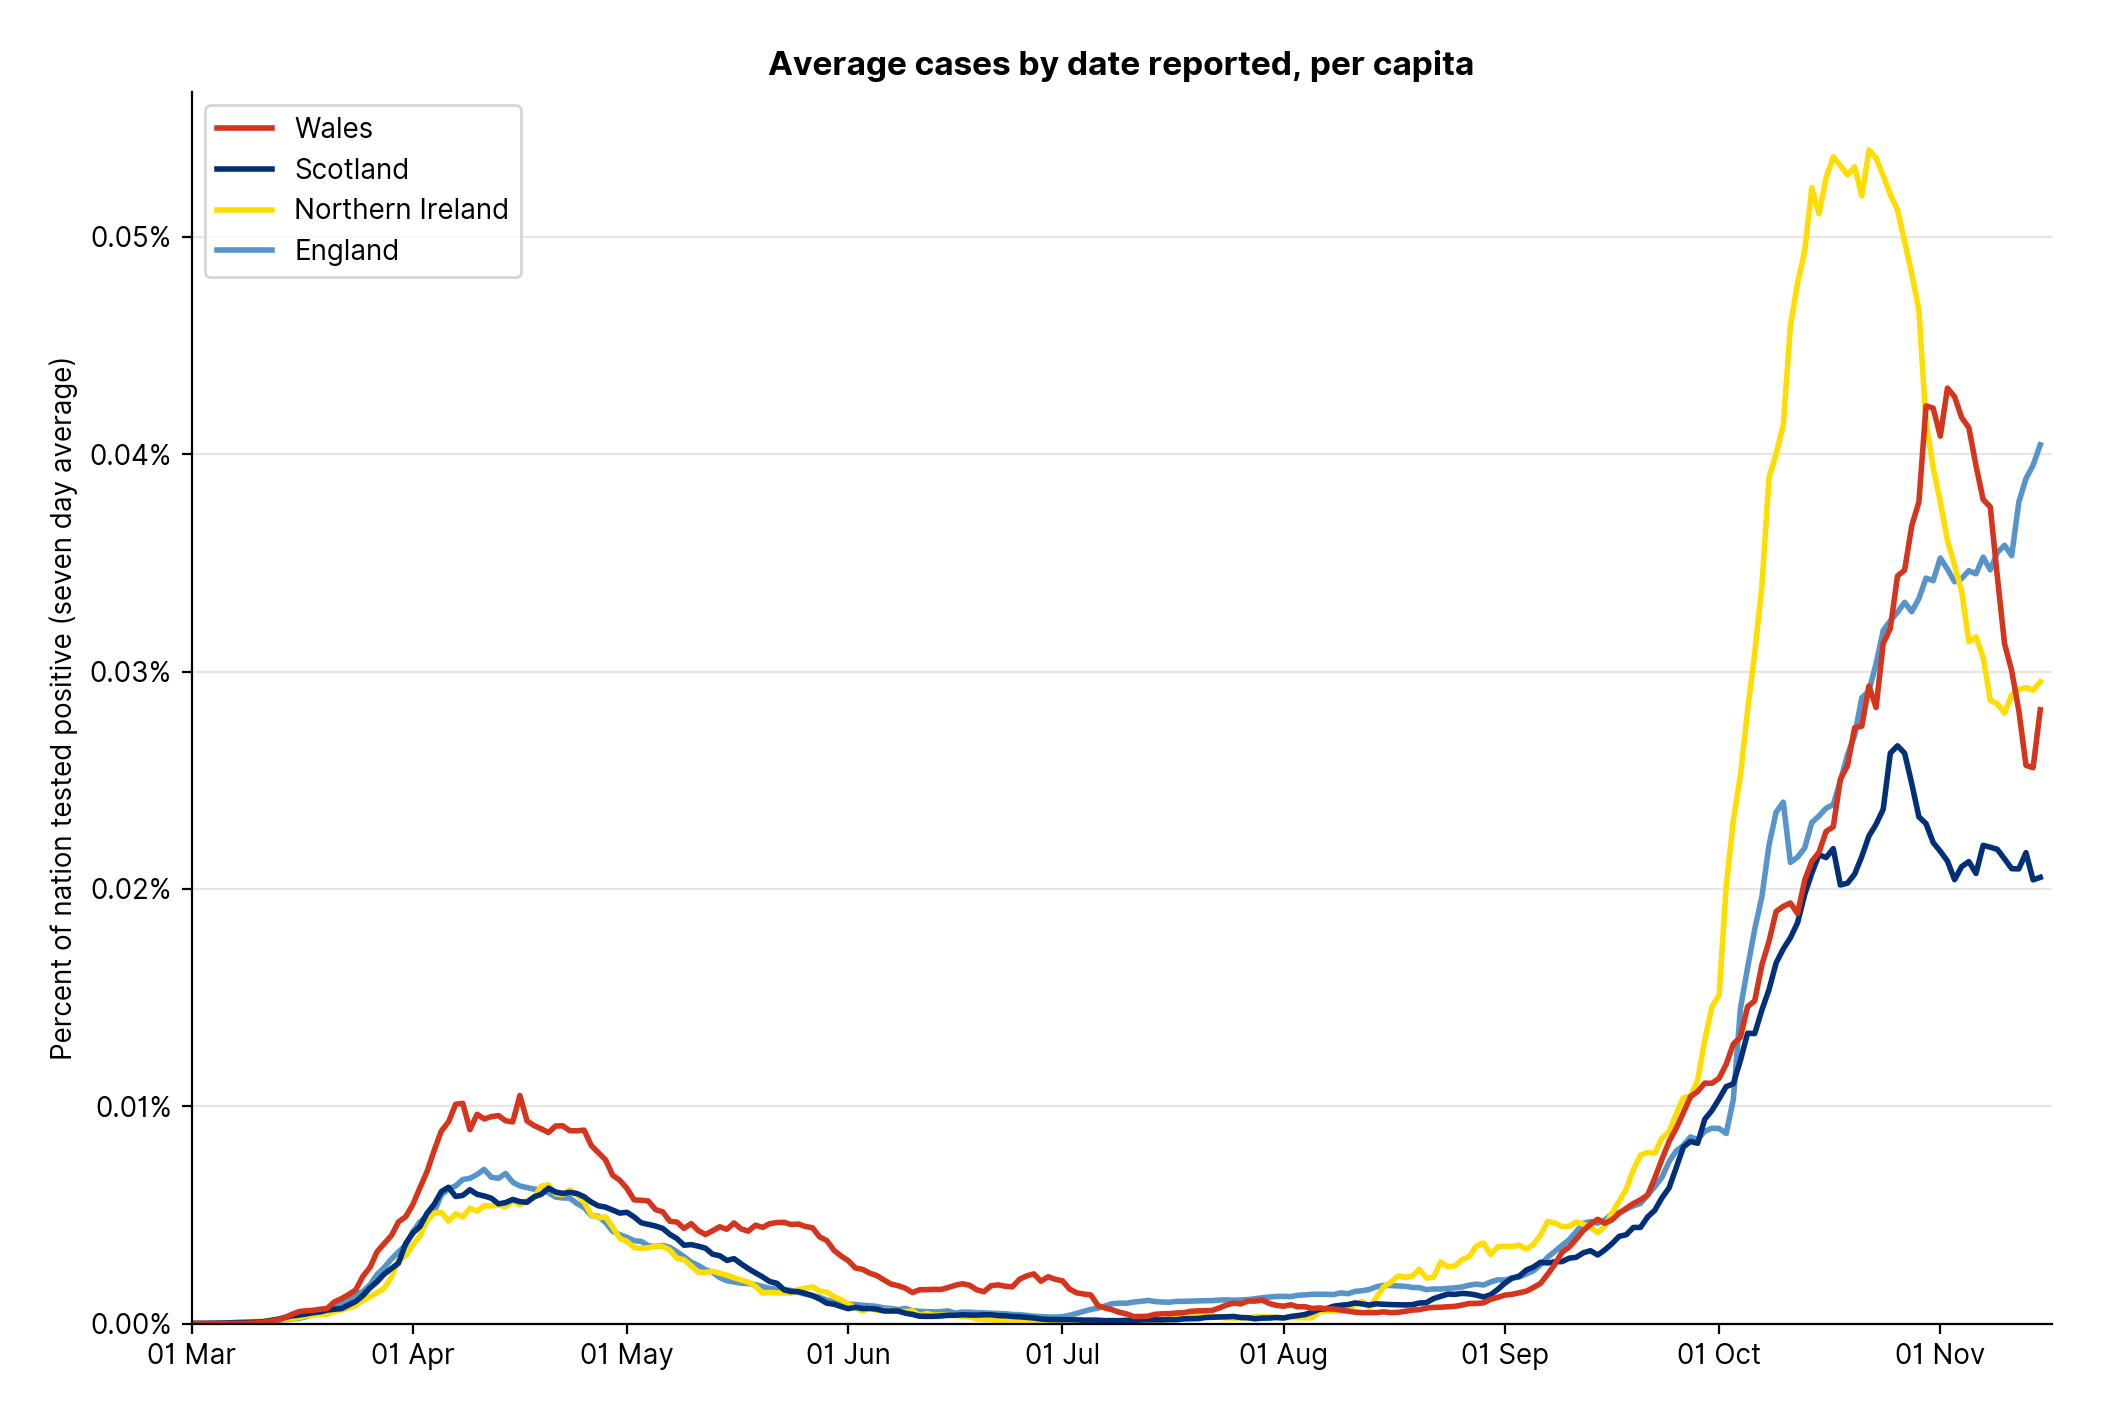 Average cases by date reported, per capita
Wales
Scotland
Northern Ireland
England
Percent of nation tested positive (seven day average)
0.05%
0.04%
0.03%
0.02%
0.01%
0.00%
01 Mar
01 Apr
01 May
01 Jun
01 Jul
01 Aug
01 Sep
01 Oct
01 Nov